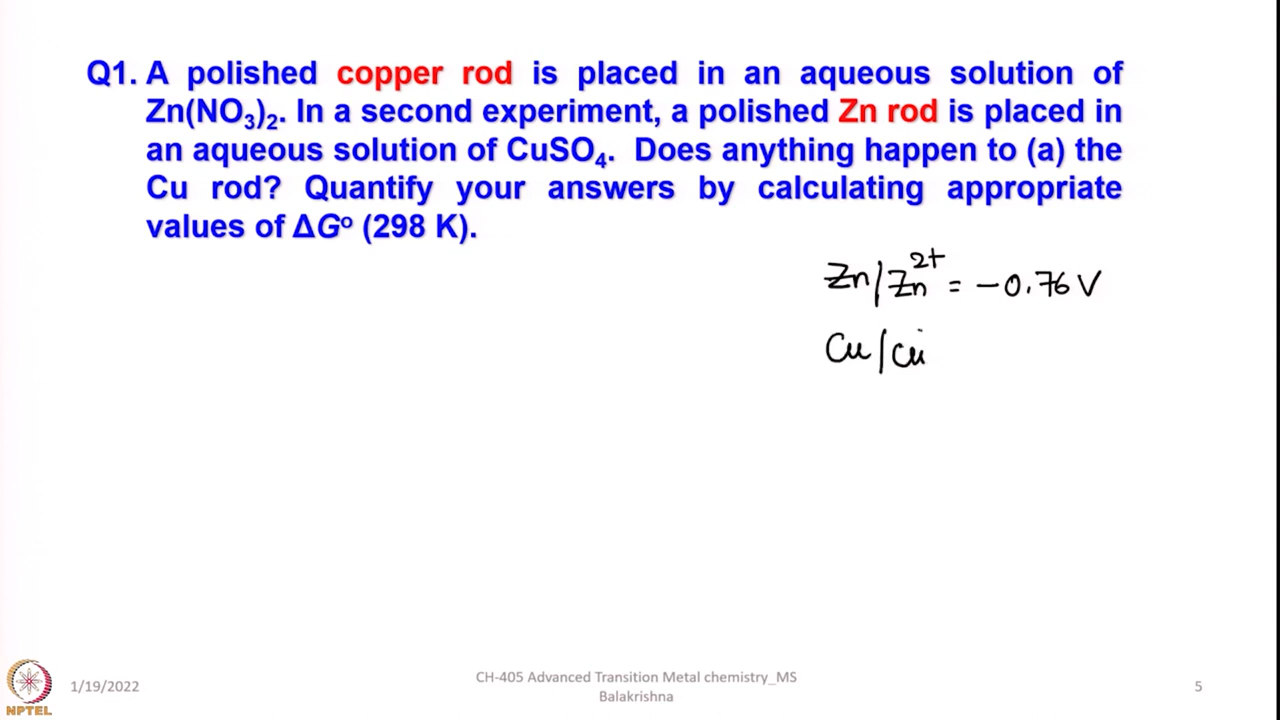 Q1. A polished copper rod is placed in an aqueous solution of
Zn(NO₃)₂. In a second experiment, a polished Zn rod is placed in
an aqueous solution of CuSO₄. Does anything happen to (a) the
Cu rod? Quantify your answers by calculating appropriate
values of ΔGᵒ (298 K).
Zn/Zn²⁺ = -0.76 V
Cu/Cu
NPTEL
1/19/2022
CH-405 Advanced Transition Metal chemistry_MS
Balakrishna
5